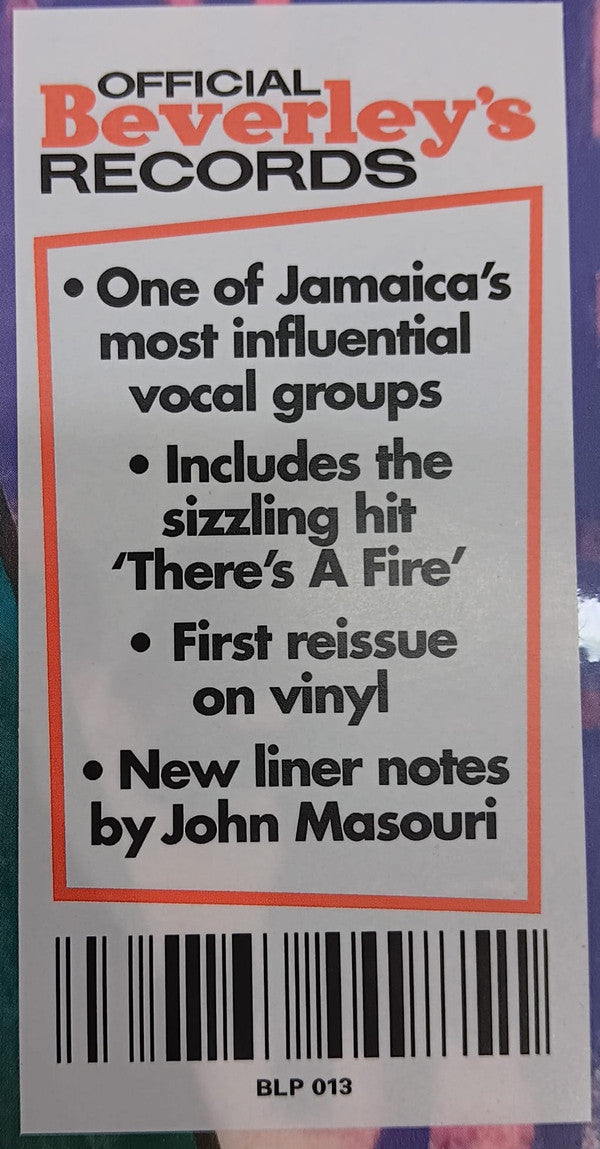 OFFICIAL
Beverley's
RECORDS
• One of Jamaica's
most influential
vocal groups
• Includes the
sizzling hit
'There's A Fire'
• First reissue
on vinyl
• New liner notes
by John Masouri
BLP 013